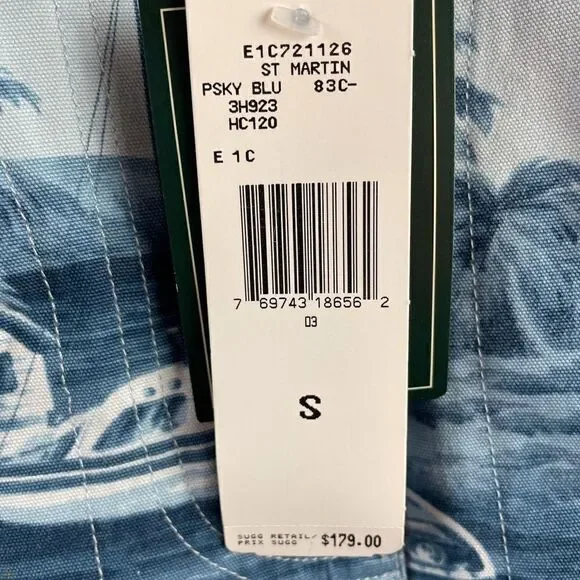 E1C721126
ST MARTIN
PSKY BLU 83C-
3H923
HC120
E 1C
7 69743 18656 2
03
S
SUGG RETAIL/
PRIX SUGG $179.00